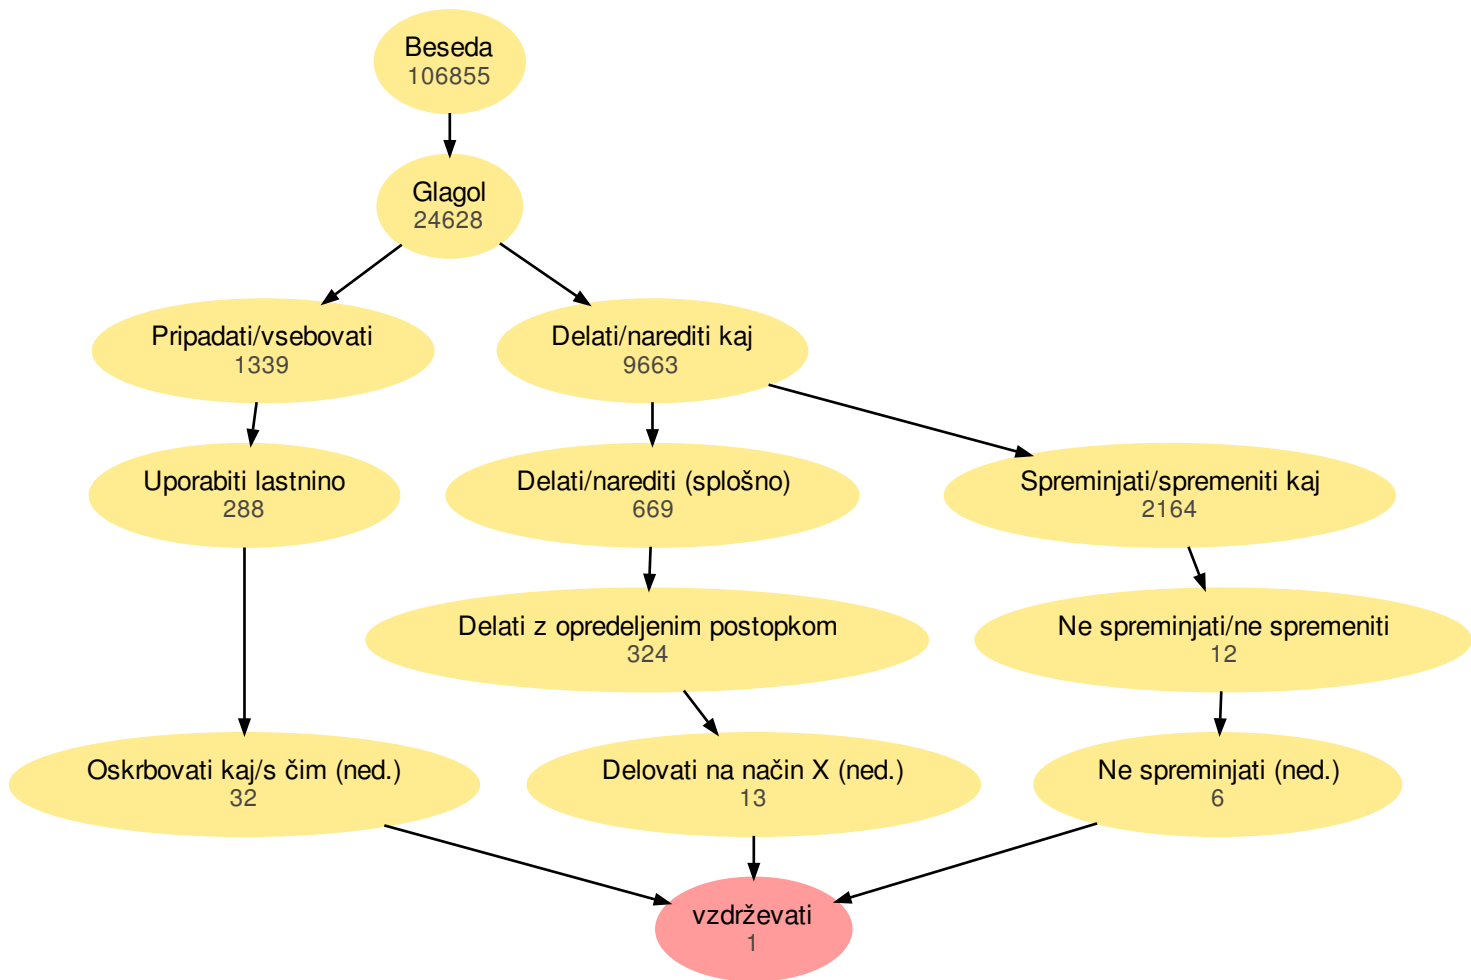 Beseda
106855
Glagol
24628
Pripadati/vsebovati
1339
Delati/narediti kaj
9663
Uporabiti lastnino
288
Delati/narediti (splošno)
669
Spreminjati/spremeniti kaj
2164
Delati z opredeljenim postopkom
324
Ne spreminjati/ne spremeniti
12
Oskrbovati kaj/s čim (ned.)
32
Delovati na način X (ned.)
13
Ne spreminjati (ned.)
6
vzdrževati
1